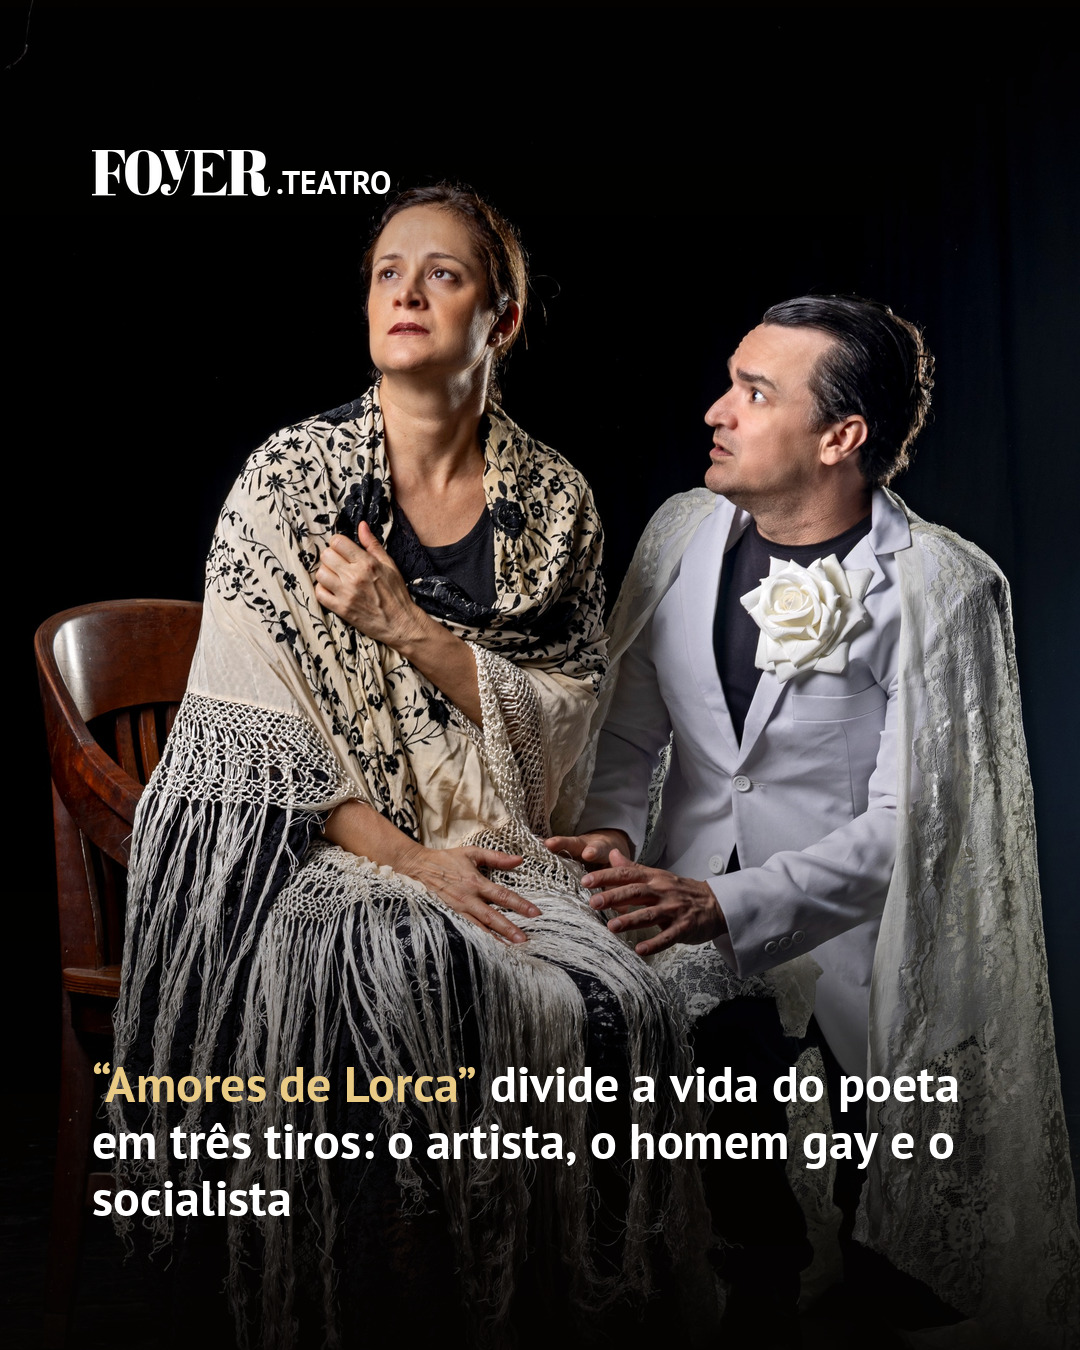 FOYER .TEATRO
“Amores de Lorca” divide a vida do poeta
em três tiros: o artista, o homem gay e o
socialista